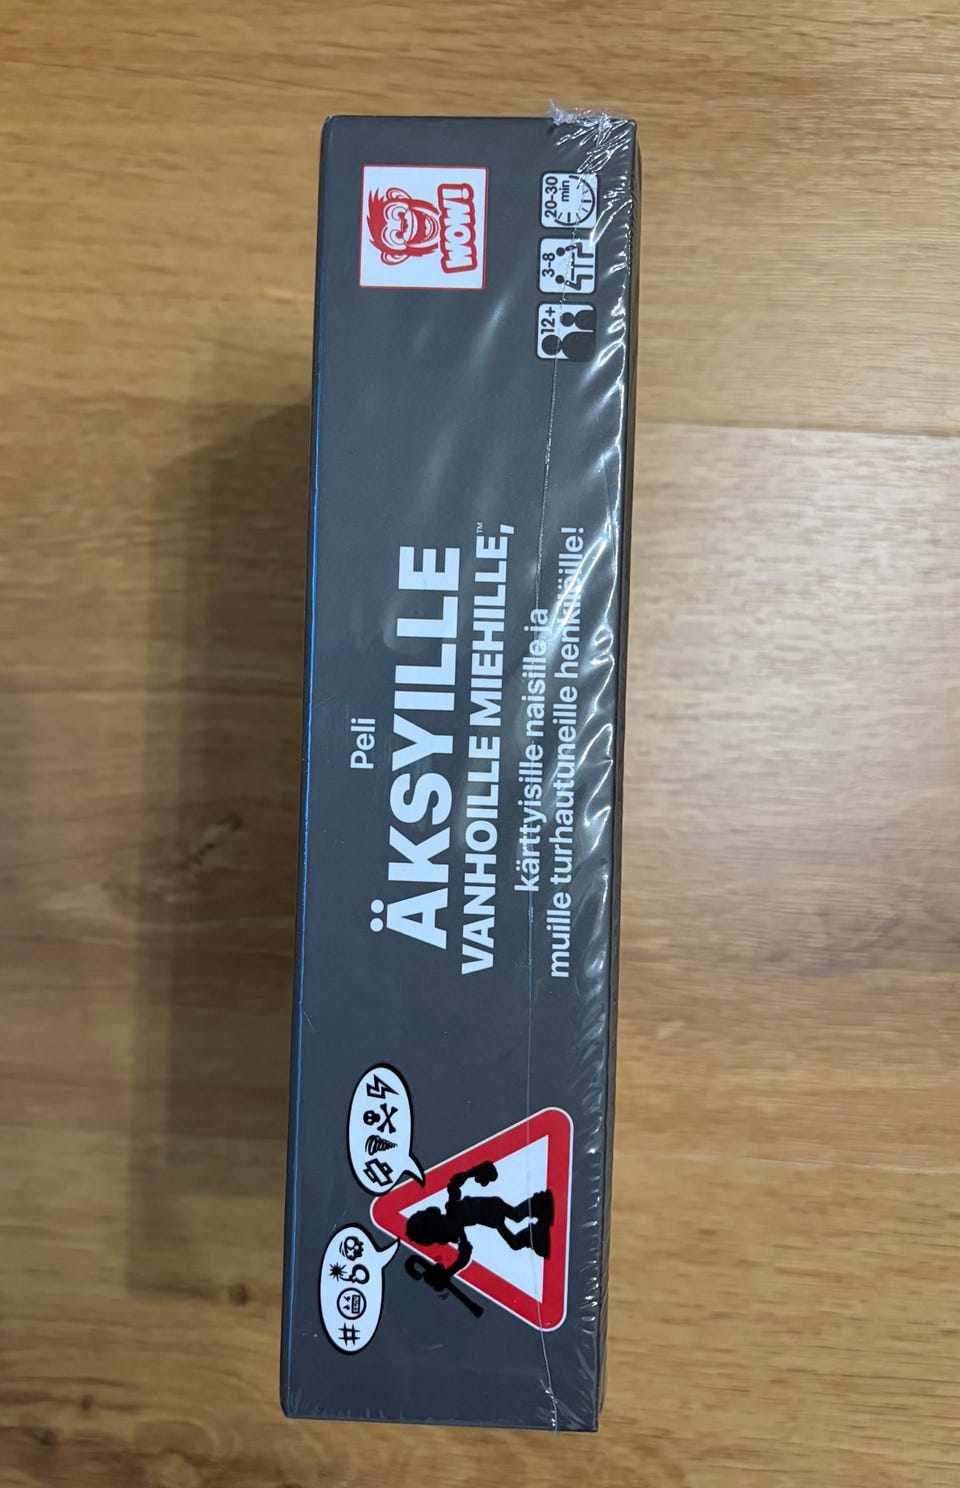 Peli
ÄKSYILLE
VANHOILLE MIEHILLE,™
kärttyisille naisille ja
muille turhautuneille henkilöille!
WOW!
12+
3-8
20-30
min
#